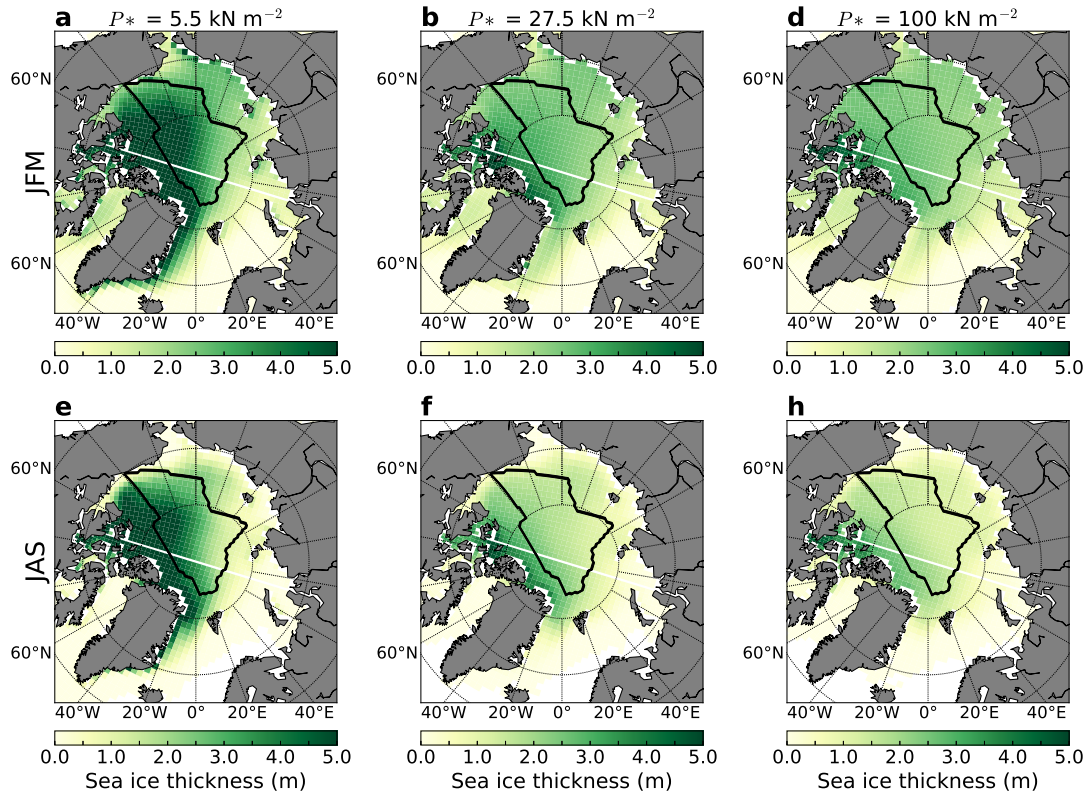 a P* = 5.5 kN m⁻² b P* = 27.5 kN m⁻² d P* = 100 kN m⁻²
JFM
60°N 60°N 60°N
60°N 60°N 60°N
40°W 20°W 0° 20°E 40°E 40°W 20°W 0° 20°E 40°E 40°W 20°W 0° 20°E 40°E
0.0 1.0 2.0 3.0 4.0 5.0 0.0 1.0 2.0 3.0 4.0 5.0 0.0 1.0 2.0 3.0 4.0 5.0
e f h
JAS
60°N 60°N 60°N
60°N 60°N 60°N
40°W 20°W 0° 20°E 40°E 40°W 20°W 0° 20°E 40°E 40°W 20°W 0° 20°E 40°E
0.0 1.0 2.0 3.0 4.0 5.0 0.0 1.0 2.0 3.0 4.0 5.0 0.0 1.0 2.0 3.0 4.0 5.0
Sea ice thickness (m) Sea ice thickness (m) Sea ice thickness (m)